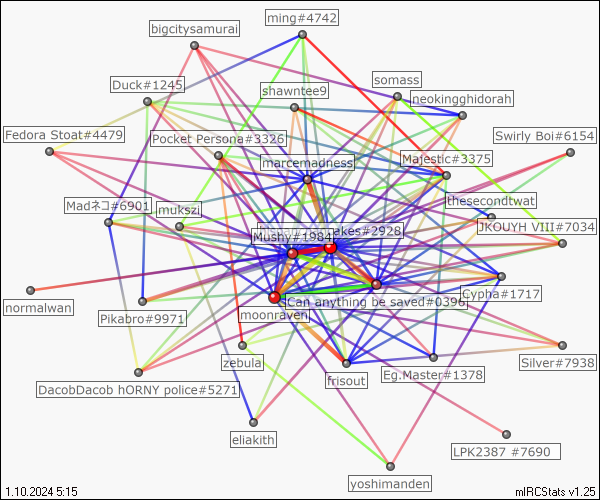 ming#4742
bigcitysamurai
somass
Duck#1245
shawntee9
neokingghidorah
Fedora Stoat#4479
Swirly Boi#6154
Pocket Persona#3326
marcemadness
Majestic#3375
thesecondtwat
Madネコ#6901
mukszi
JKOUYH VIII#7034
Mushy#1984
akes#2928
Cypha#1717
Can anything be saved#0396
normalwan
Pikabro#9971
moonraven
zebula
Silver#7938
DacobDacob hORNY police#5271
frisout
Eg.Master#1378
eliakith
LPK2387 #7690
yoshimanden
1.10.2024 5:15
mIRCStats v1.25